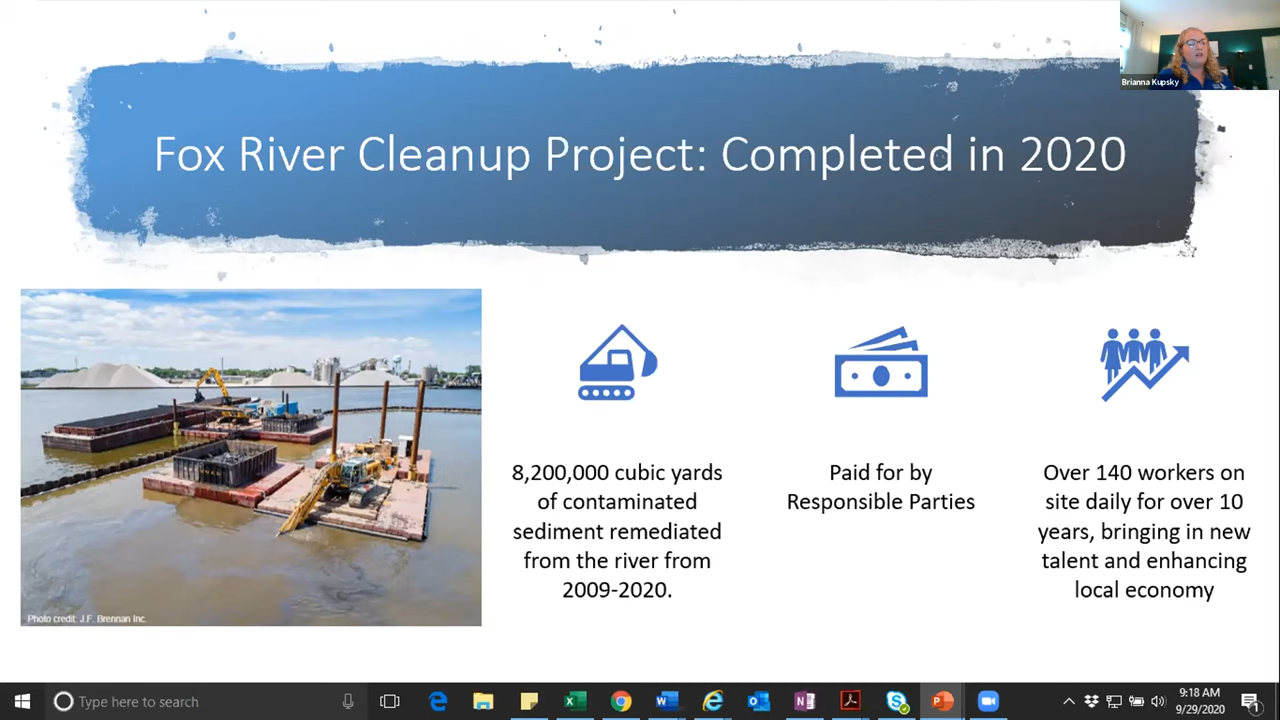 Brianna Kupsky
Fox River Cleanup Project: Completed in 2020
8,200,000 cubic yards
of contaminated
sediment remediated
from the river from
2009-2020.
Paid for by
Responsible Parties
Over 140 workers on
site daily for over 10
years, bringing in new
talent and enhancing
local economy
Photo credit: J.F. Brennan Inc.
Type here to search
9:18 AM
9/29/2020